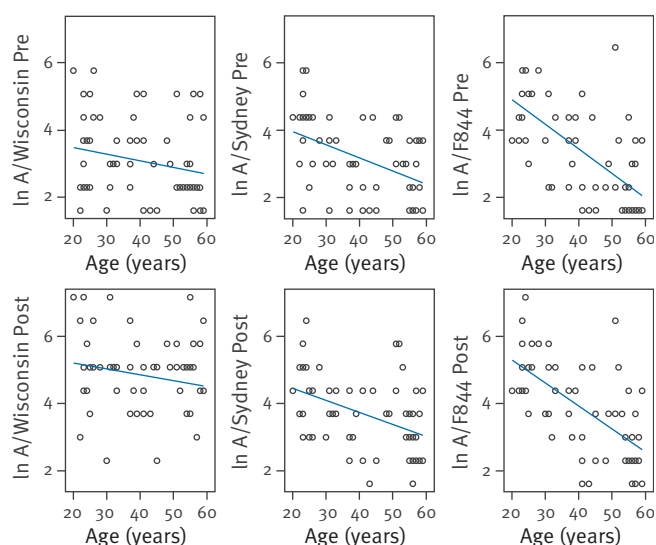 ln A/Wisconsin Pre
6
4
2
20 30 40 50 60
Age (years)
ln A/Sydney Pre
6
4
2
20 30 40 50 60
Age (years)
ln A/F844 Pre
6
4
2
20 30 40 50 60
Age (years)
ln A/Wisconsin Post
6
4
2
20 30 40 50 60
Age (years)
ln A/Sydney Post
6
4
2
20 30 40 50 60
Age (years)
ln A/F844 Post
6
4
2
20 30 40 50 60
Age (years)